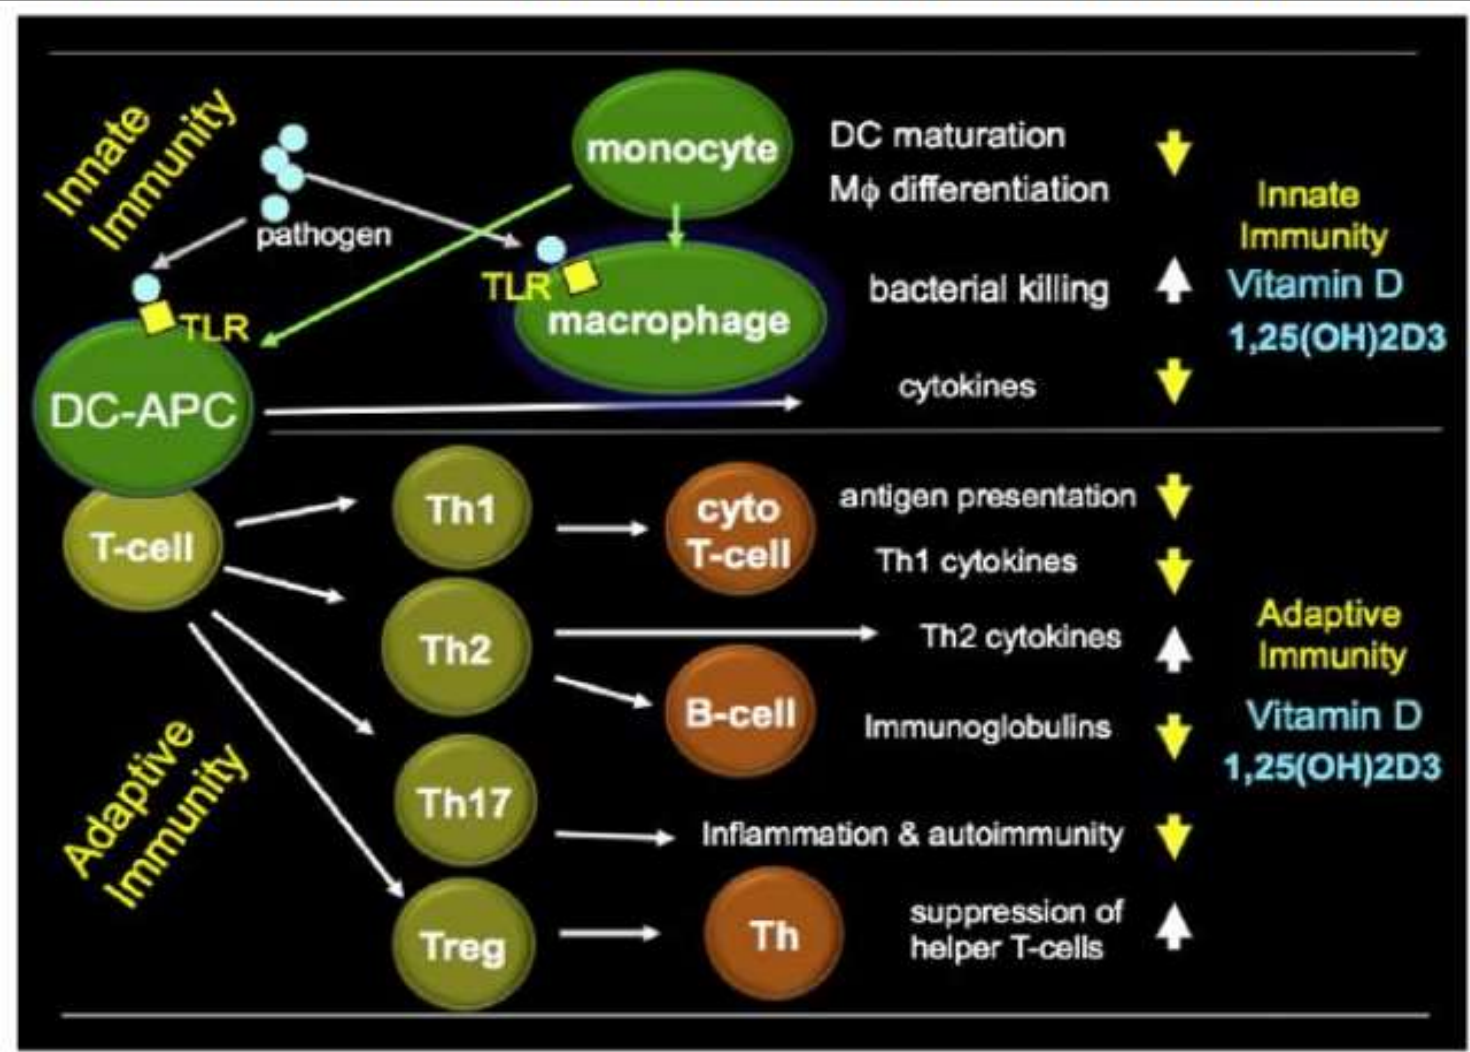 Innate
Immunity
pathogen
TLR
DC-APC
monocyte
TLR
macrophage
DC maturation
Mϕ differentiation
bacterial killing
cytokines
Innate
Immunity
Vitamin D
1,25(OH)2D3
T-cell
Adaptive
Immunity
Th1
Th2
Th17
Treg
cyto
T-cell
B-cell
Th
antigen presentation
Th1 cytokines
Th2 cytokines
Immunoglobulins
Inflammation & autoimmunity
suppression of
helper T-cells
Adaptive
Immunity
Vitamin D
1,25(OH)2D3